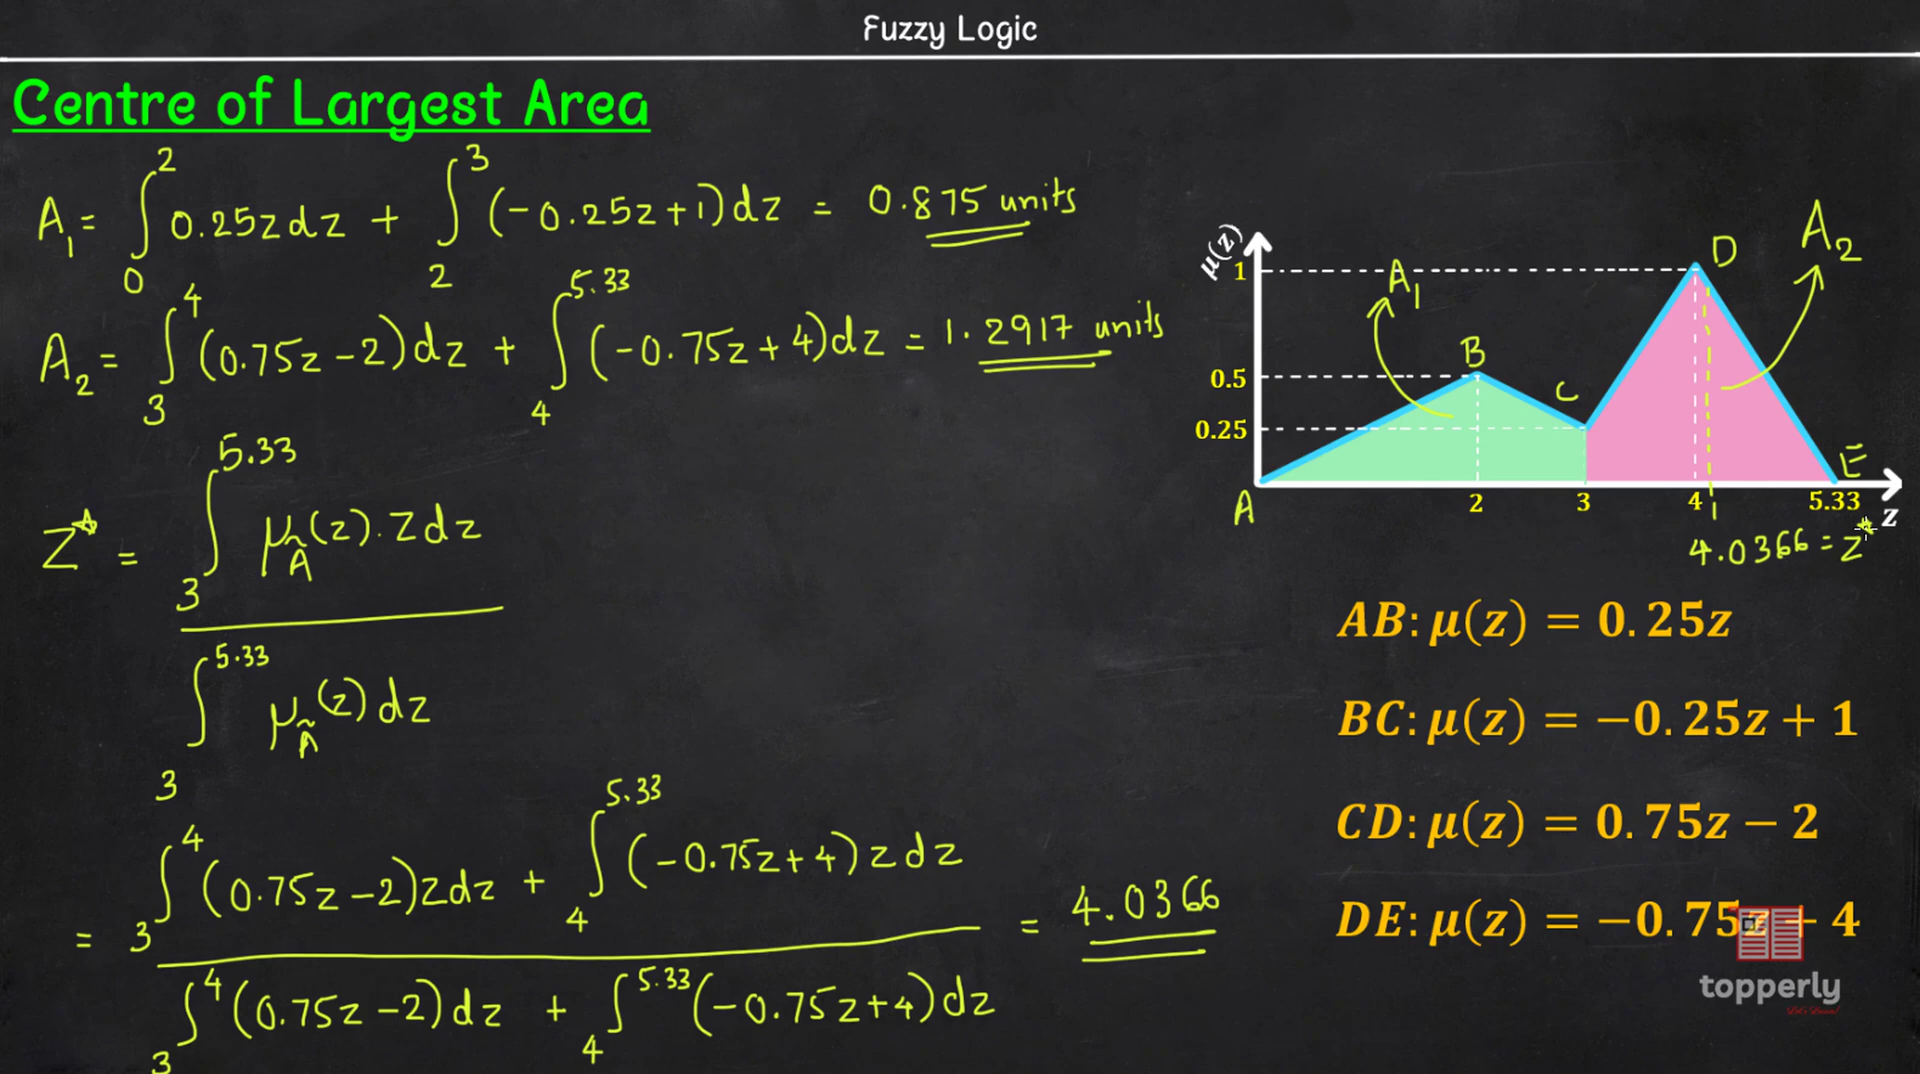 Fuzzy Logic
Centre of Largest Area
A₁ = ∫₀² 0.25z dz + ∫₂³ (-0.25z+1)dz = 0.875 units
A₂ = ∫₃⁴ (0.75z-2)dz + ∫₄^5.33 (-0.75z+4)dz = 1.2917 units
Z* = ∫₃^5.33 μ_Ã(z).z dz / ∫₃^5.33 μ_Ã(z)dz
= ∫₃⁴ (0.75z-2)zdz + ∫₄^5.33 (-0.75z+4)zdz / ∫₃⁴ (0.75z-2)dz + ∫₄^5.33 (-0.75z+4)dz = 4.0366
μ(z)
1
0.5
0.25
A₁
A₂
A
B
C
D
E
2 3 4 5.33 z
4.0366 = z*
AB: μ(z) = 0.25z
BC: μ(z) = −0.25z + 1
CD: μ(z) = 0.75z − 2
DE: μ(z) = −0.75z + 4
topperly